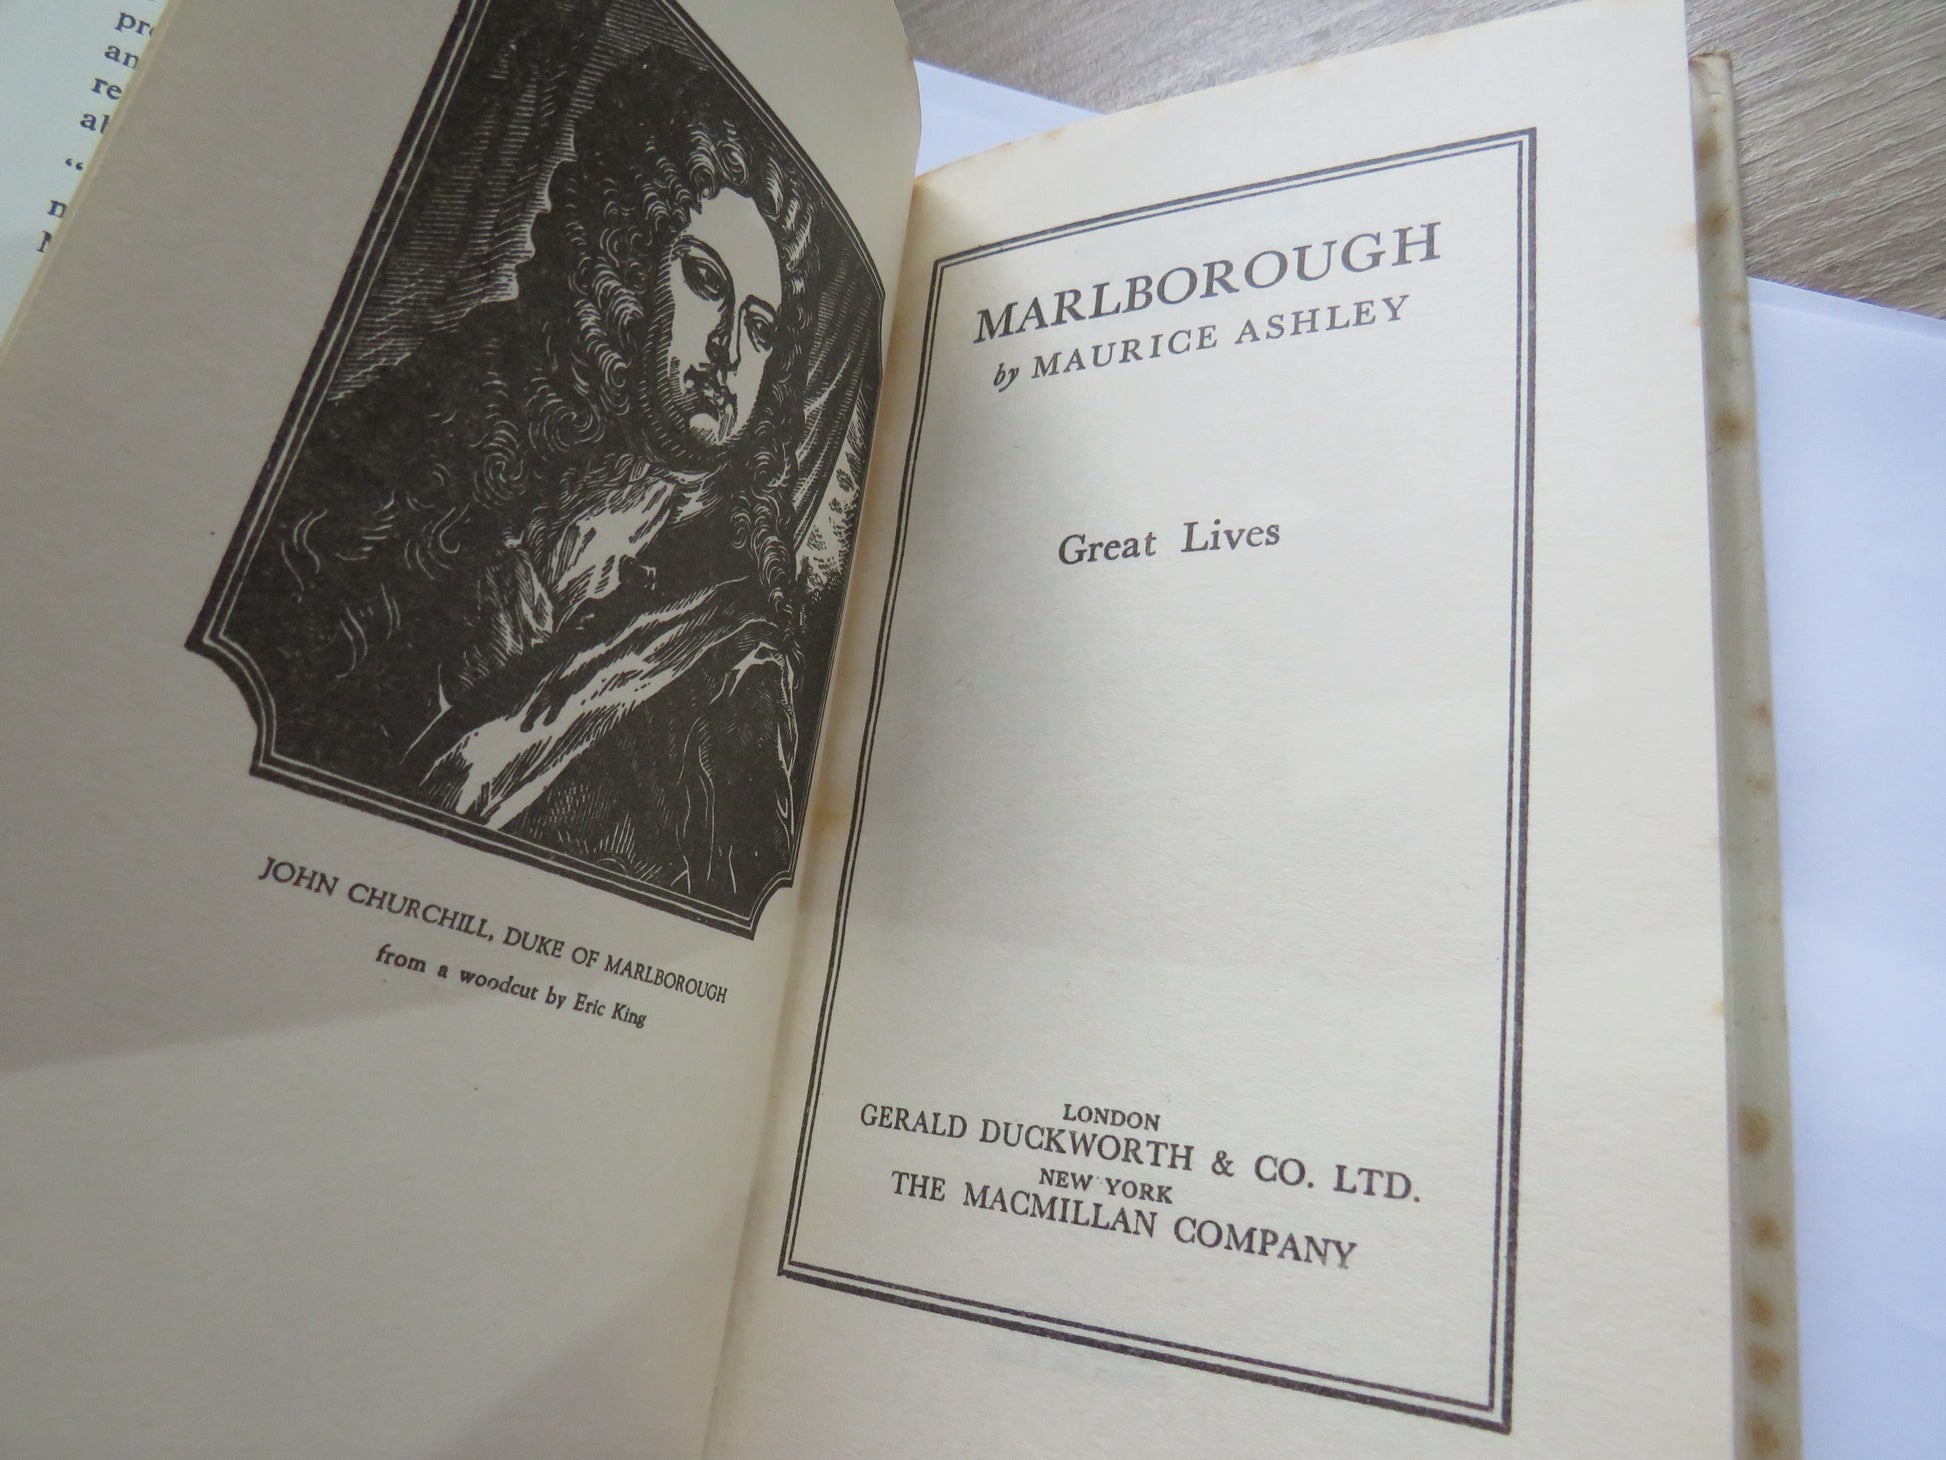 JOHN CHURCHILL, DUKE OF MARLBOROUGH
from a woodcut by Eric King
MARLBOROUGH
by MAURICE ASHLEY
Great Lives
LONDON
GERALD DUCKWORTH & CO. LTD.
NEW YORK
THE MACMILLAN COMPANY